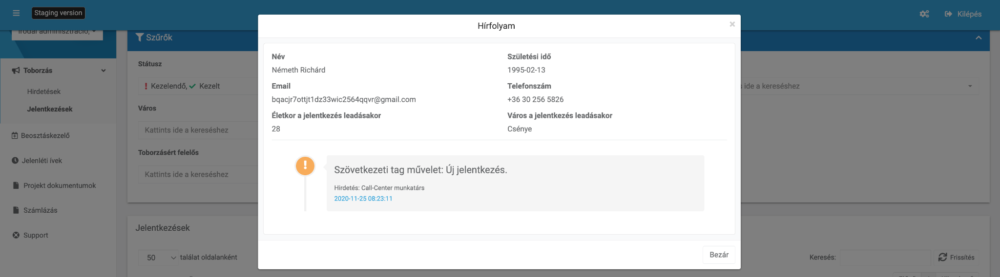 Staging version
Kilépés
Irodai adminisztráció,
Szűrők
Toborzás
Hirdetések
Jelentkezések
Beosztáskezelő
Jelenléti ívek
Projekt dokumentumok
Számlázás
Support
Státusz
Kezelendő, Kezelt
ide a kereséshez
Város
Kattints ide a kereséshez
Toborzásért felelős
Kattints ide a kereséshez
Jelentkezések
50 találat oldalanként
Keresés:
Frissítés
Hírfolyam
×
Név
Születési idő
Németh Richárd
1995-02-13
Email
Telefonszám
bqacjr7ottjt1dz33wic2564qqvr@gmail.com
+36 30 256 5826
Életkor a jelentkezés leadásakor
Város a jelentkezés leadásakor
28
Csénye
Szövetkezeti tag művelet: Új jelentkezés.
Hirdetés: Call-Center munkatárs
2020-11-25 08:23:11
Bezár